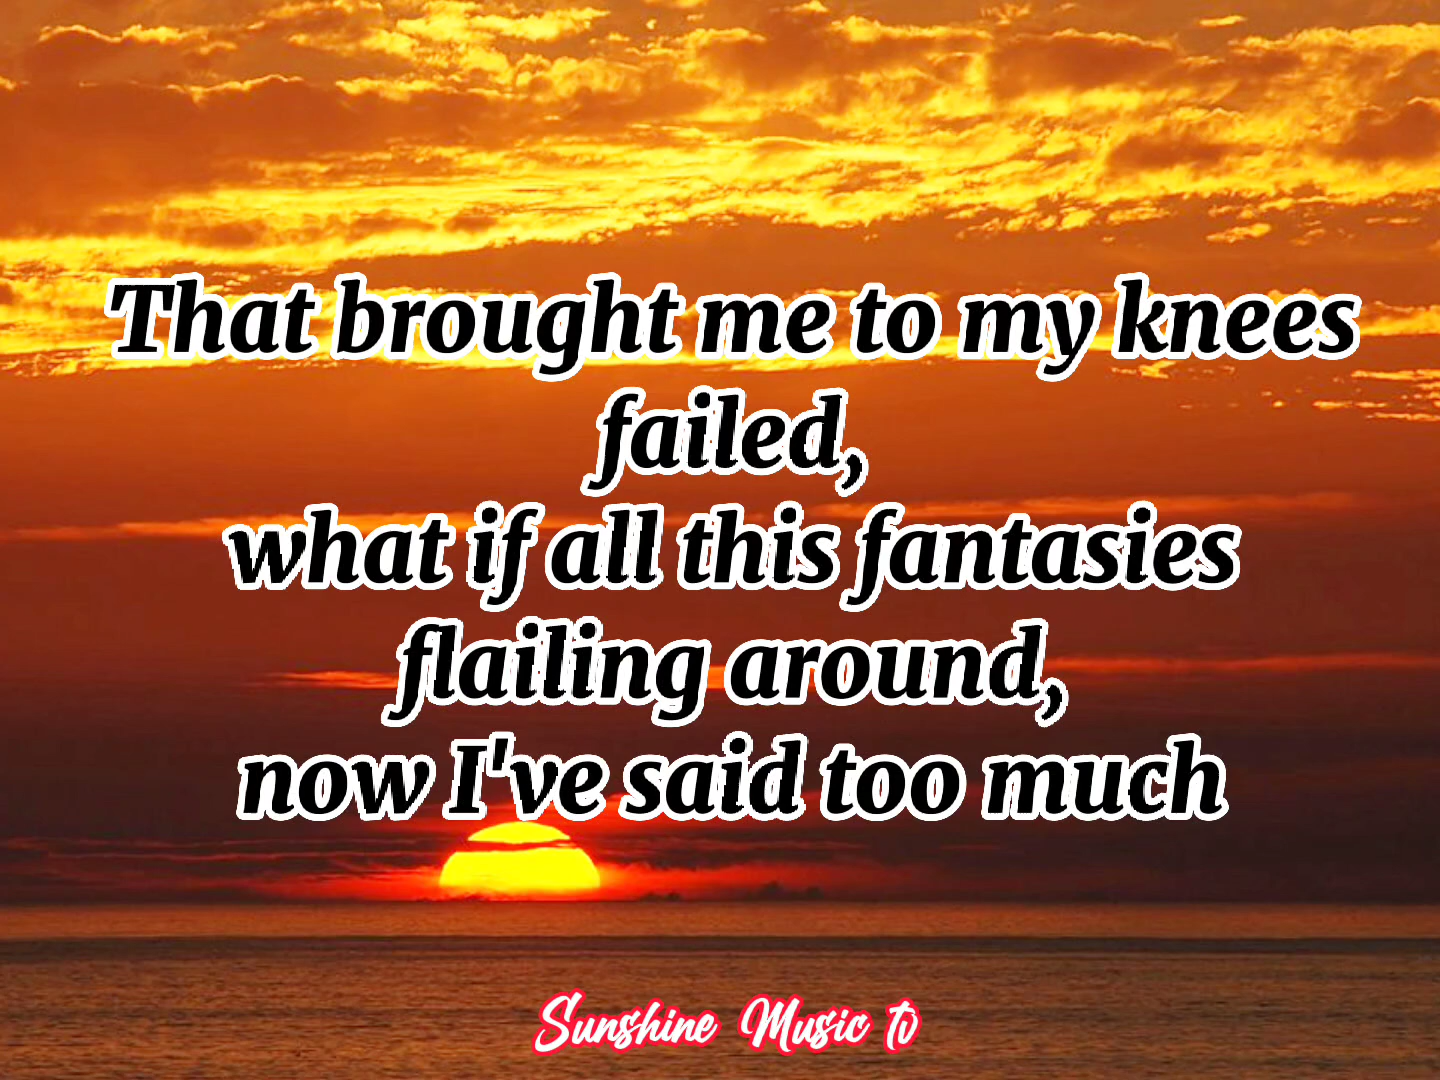 That brought me to my knees
failed,
what if all this fantasies
flailing around,
now I've said too much
Sunshine Music tv